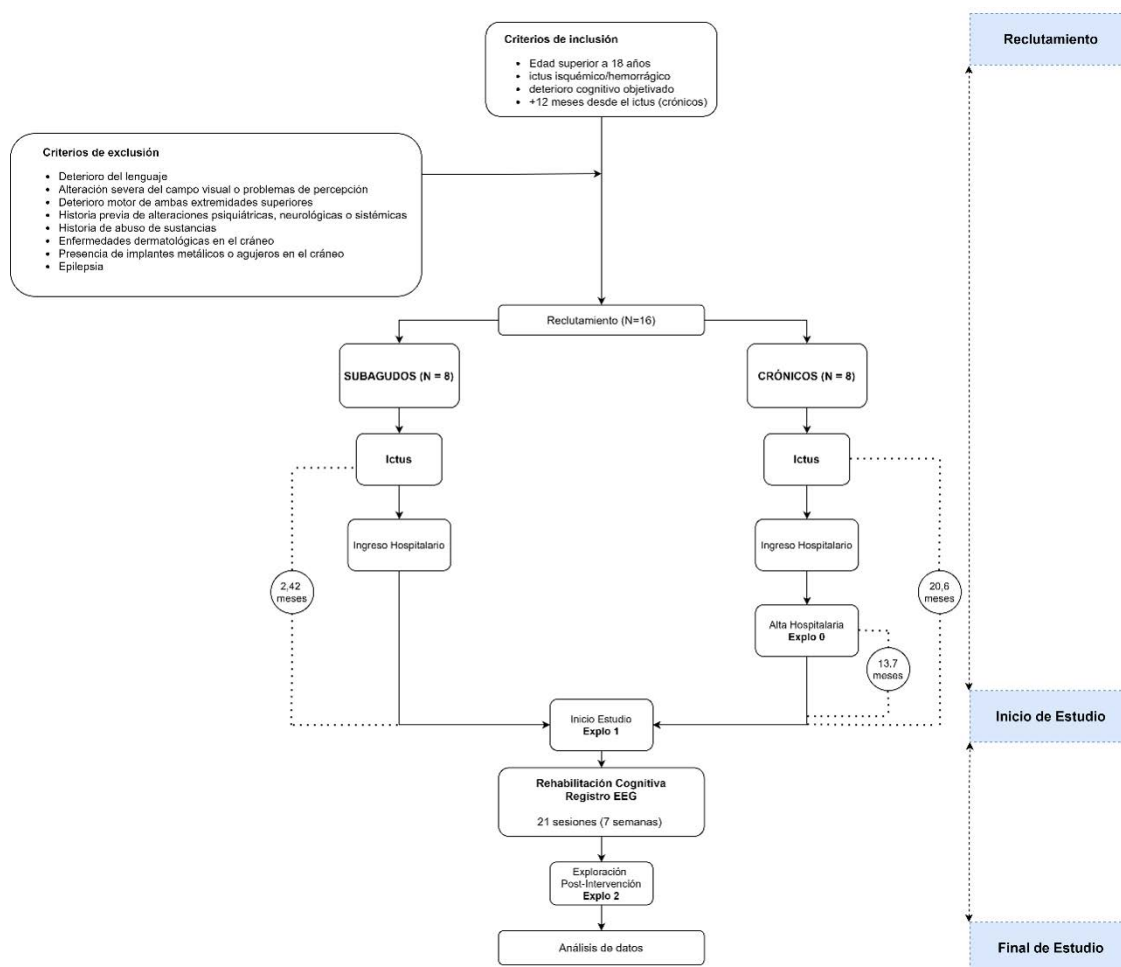 Criterios de inclusión
Edad superior a 18 años
ictus isquémico/hemorrágico
deterioro cognitivo objetivado
+12 meses desde el ictus (crónicos)
Reclutamiento
Criterios de exclusión
Deterioro del lenguaje
Alteración severa del campo visual o problemas de percepción
Deterioro motor de ambas extremidades superiores
Historia previa de alteraciones psiquiátricas, neurológicas o sistémicas
Historia de abuso de sustancias
Enfermedades dermatológicas en el cráneo
Presencia de implantes metálicos o agujeros en el cráneo
Epilepsia
Reclutamiento (N=16)
SUBAGUDOS (N = 8)
CRÓNICOS (N = 8)
Ictus
Ictus
Ingreso Hospitalario
Ingreso Hospitalario
2,42
meses
20,6
meses
Alta Hospitalaria
Explo 0
13,7
meses
Inicio Estudio
Explo 1
Inicio de Estudio
Rehabilitación Cognitiva
Registro EEG
21 sesiones (7 semanas)
Exploración
Post-Intervención
Explo 2
Análisis de datos
Final de Estudio